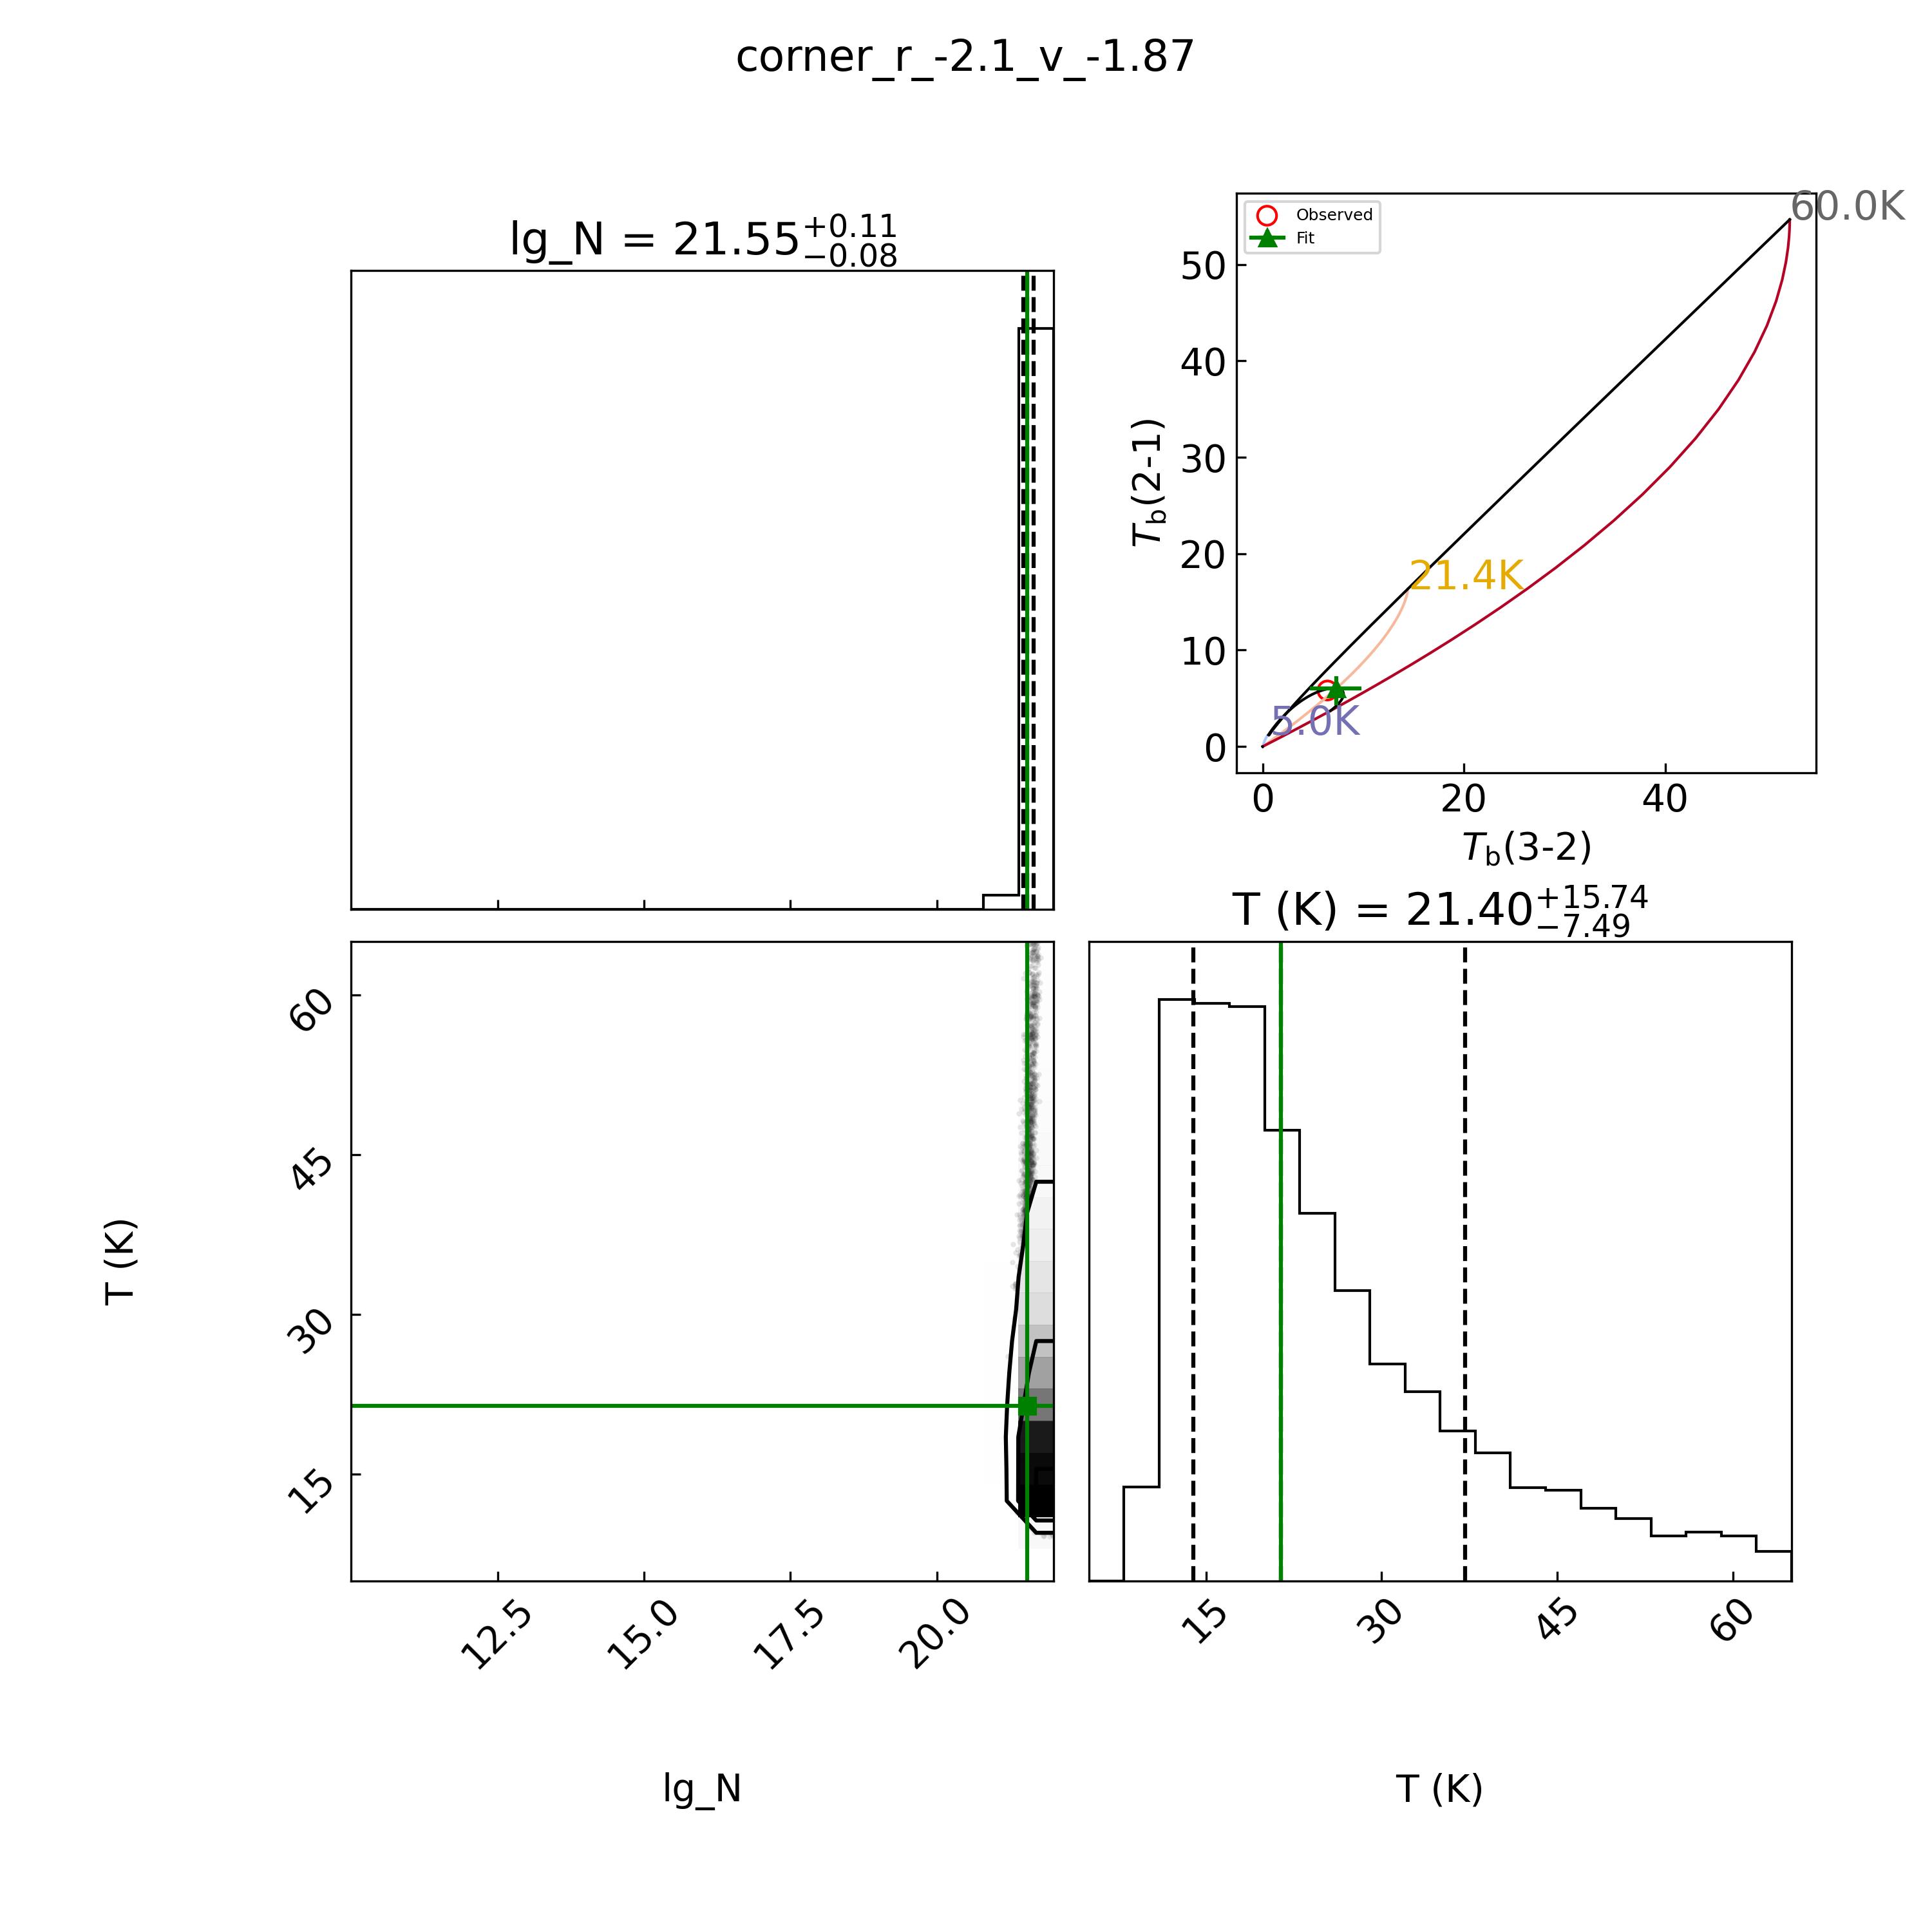 corner_r_-2.1_v_-1.87
lg_N = 21.55+0.11−0.08
Observed
Fit
60.0K
21.4K
5.0K
50
40
30
20
10
0
Tb(2-1)
0 20 40
Tb(3-2)
T (K) = 21.40+15.74−7.49
60
45
30
15
T (K)
12.5 15.0 17.5 20.0
lg_N
15 30 45 60
T (K)